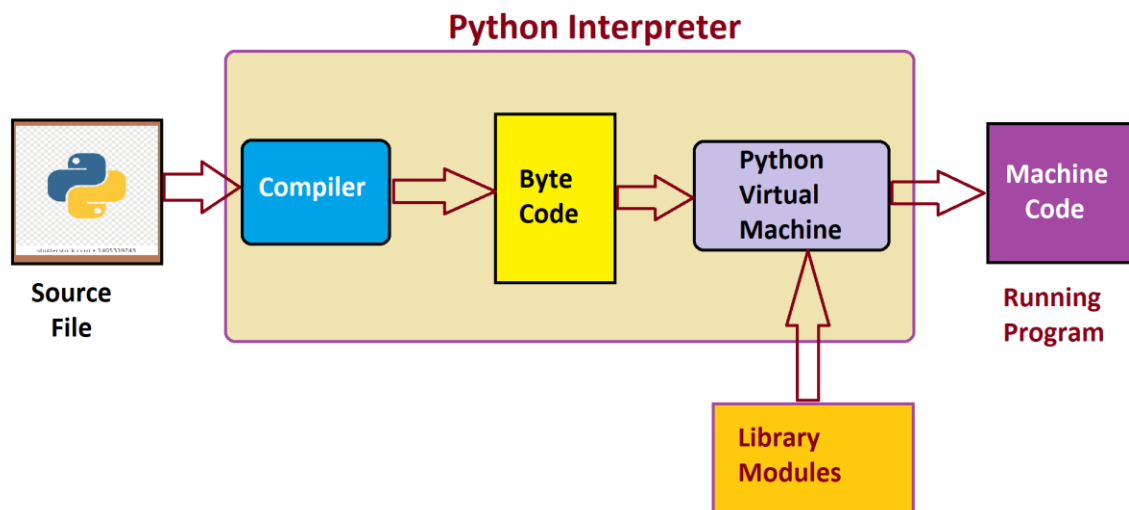 Python Interpreter
Source
File
Compiler
Byte
Code
Python
Virtual
Machine
Machine
Code
Running
Program
Library
Modules